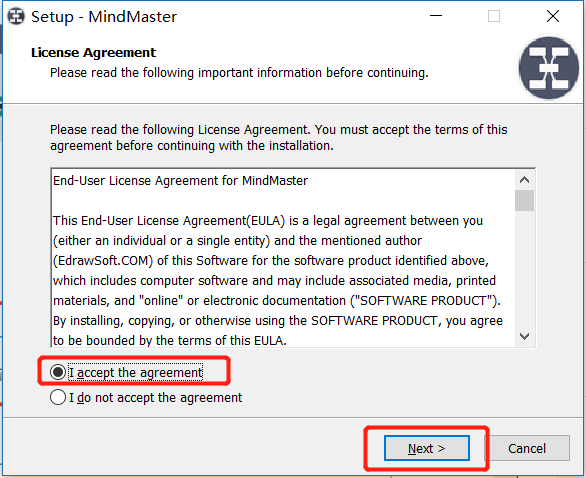 Setup - MindMaster
License Agreement
Please read the following important information before continuing.
Please read the following License Agreement. You must accept the terms of this
agreement before continuing with the installation.
End-User License Agreement for MindMaster
This End-User License Agreement(EULA) is a legal agreement between you
(either an individual or a single entity) and the mentioned author
(EdrawSoft.COM) of this Software for the software product identified above,
which includes computer software and may include associated media, printed
materials, and "online" or electronic documentation ("SOFTWARE PRODUCT").
By installing, copying, or otherwise using the SOFTWARE PRODUCT, you agree
to be bounded by the terms of this EULA.
I accept the agreement
I do not accept the agreement
Next >
Cancel